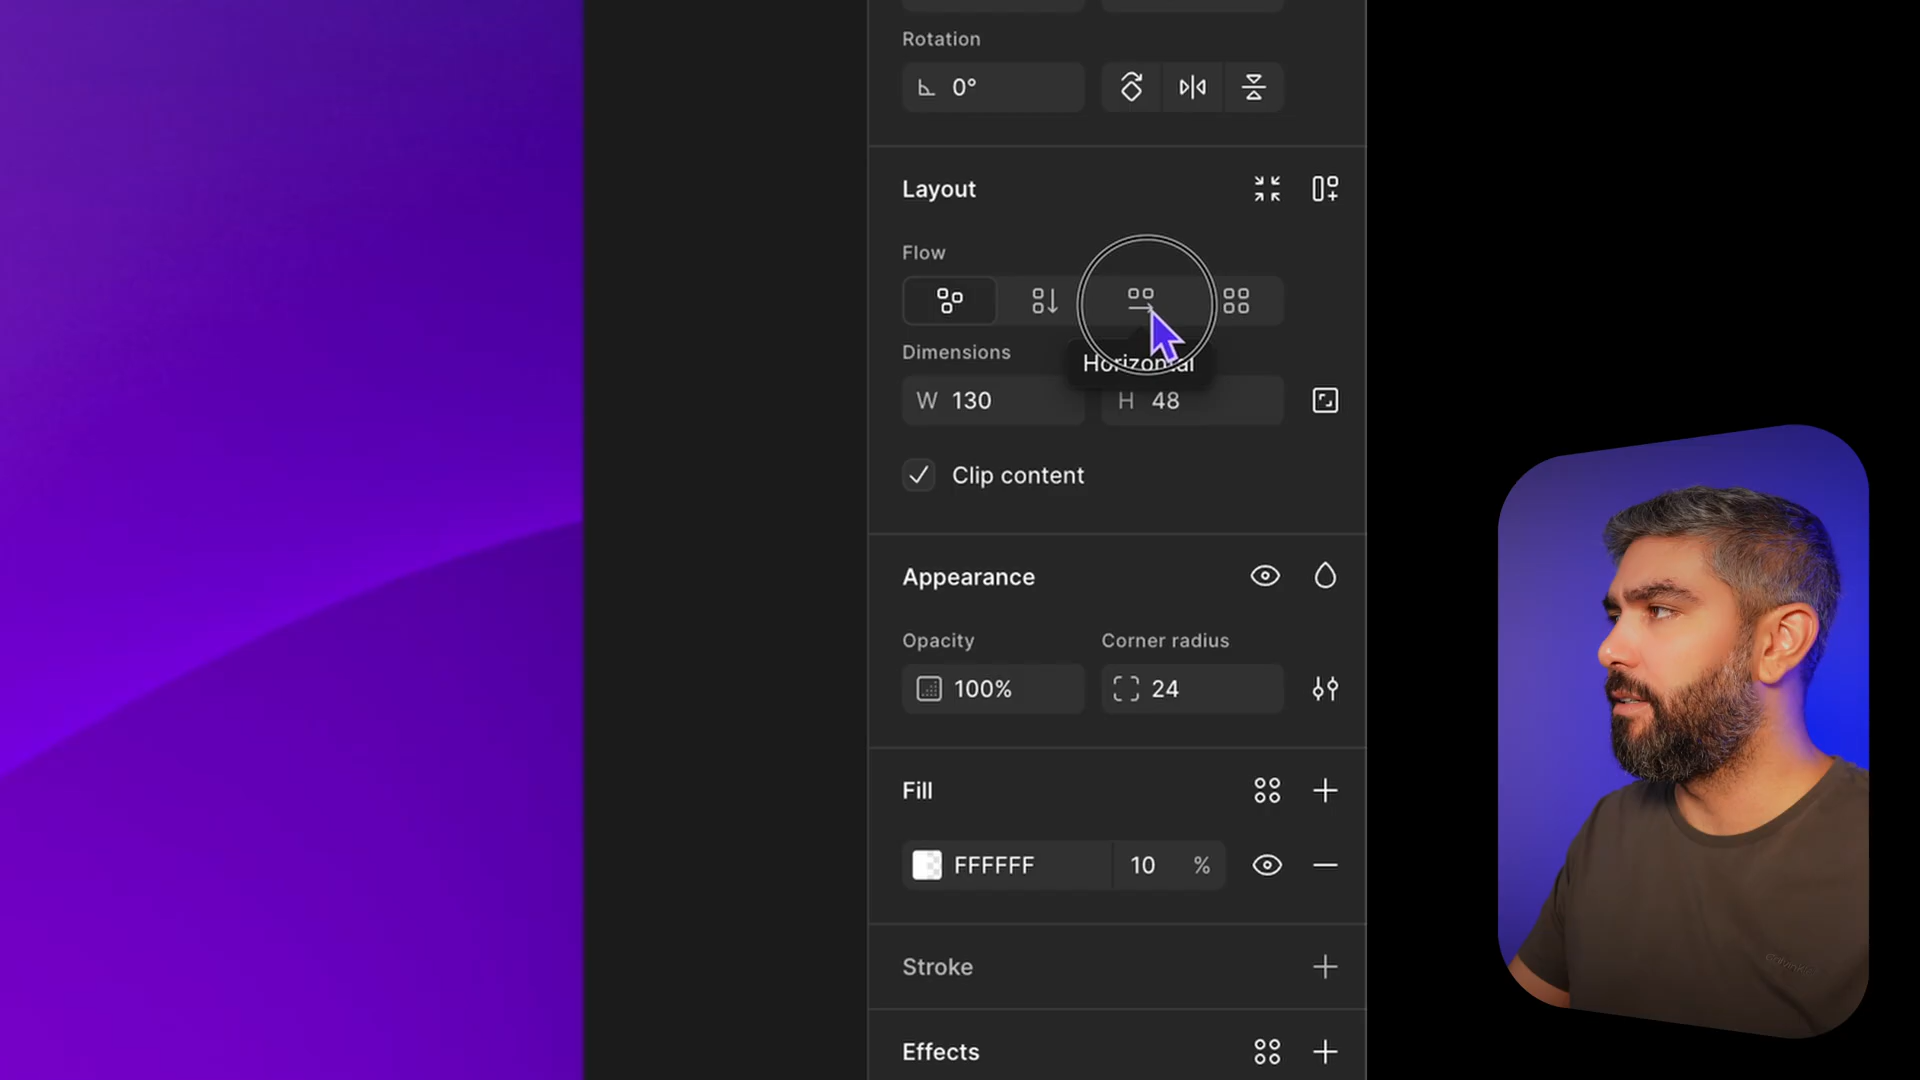 Rotation
0°
Layout
Flow
Dimensions
Horizontal
W 130
H 48
Clip content
Appearance
Opacity
Corner radius
100%
24
Fill
FFFFFF
10 %
Stroke
Effects